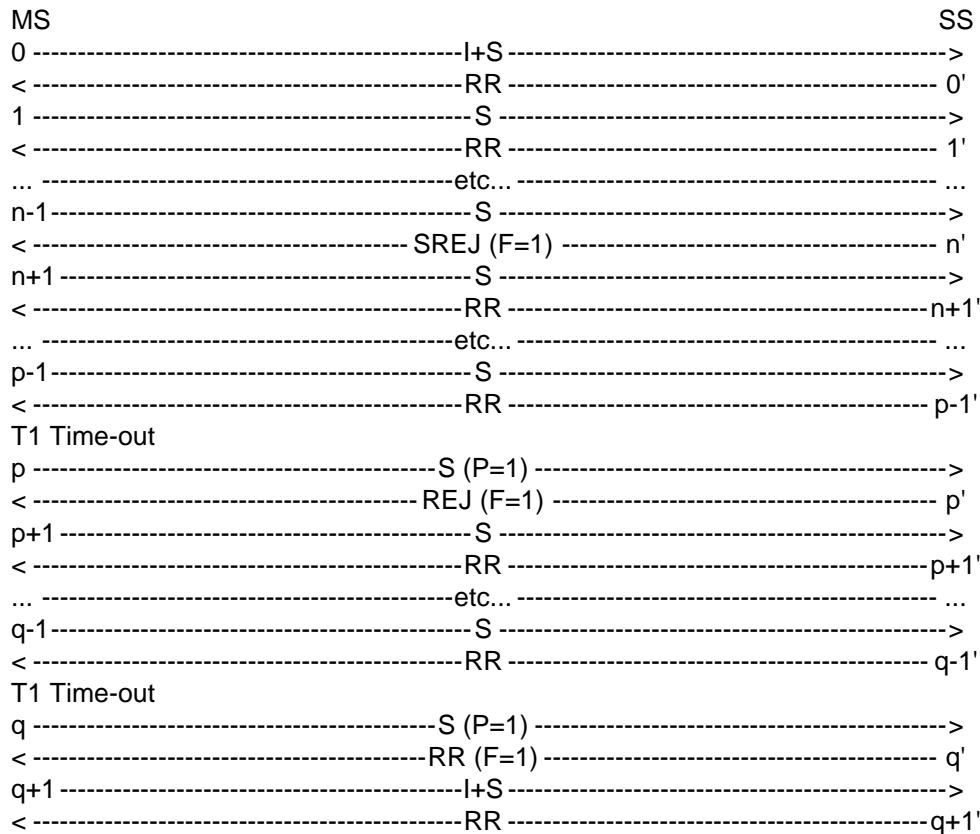 MS SS
0 ------------------------------------------------I+S ------------------------------------------------->
< ------------------------------------------------RR ------------------------------------------------ 0'
1 ------------------------------------------------- S -------------------------------------------------->
< ------------------------------------------------RR ------------------------------------------------ 1'
... -----------------------------------------------etc... ----------------------------------------------- ...
n-1----------------------------------------------- S -------------------------------------------------->
< ------------------------------------------ SREJ (F=1) ------------------------------------------ n'
n+1 ---------------------------------------------- S -------------------------------------------------->
< ------------------------------------------------RR -----------------------------------------------n+1'
... -----------------------------------------------etc... ----------------------------------------------- ...
p-1----------------------------------------------- S -------------------------------------------------->
< ------------------------------------------------RR ----------------------------------------------- p-1'
T1 Time-out
p ---------------------------------------------S (P=1) ---------------------------------------------->
< ------------------------------------------- REJ (F=1) ------------------------------------------- p'
p+1 ---------------------------------------------- S -------------------------------------------------->
< ------------------------------------------------RR -----------------------------------------------p+1'
... -----------------------------------------------etc... ----------------------------------------------- ...
q-1----------------------------------------------- S -------------------------------------------------->
< ------------------------------------------------RR ----------------------------------------------- q-1'
T1 Time-out
q ---------------------------------------------S (P=1) ---------------------------------------------->
< --------------------------------------------RR (F=1) -------------------------------------------- q'
q+1 ---------------------------------------------I+S ------------------------------------------------->
< ------------------------------------------------RR -----------------------------------------------q+1'